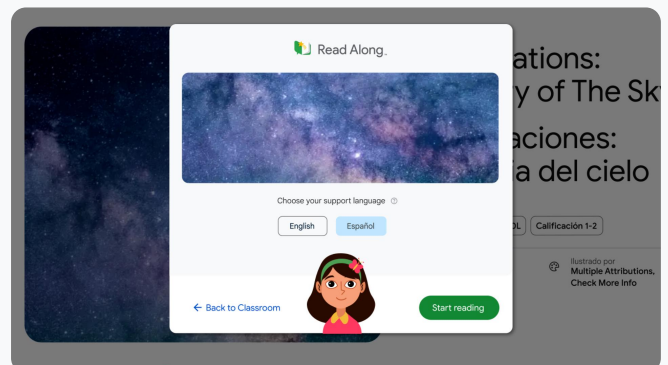 Read Along
Choose your support language
English
Español
← Back to Classroom
Start reading
ations:
y of The Sk
aciones:
ía del cielo
0L
Calificación 1-2
Ilustrado por
Multiple Attributions,
Check More Info